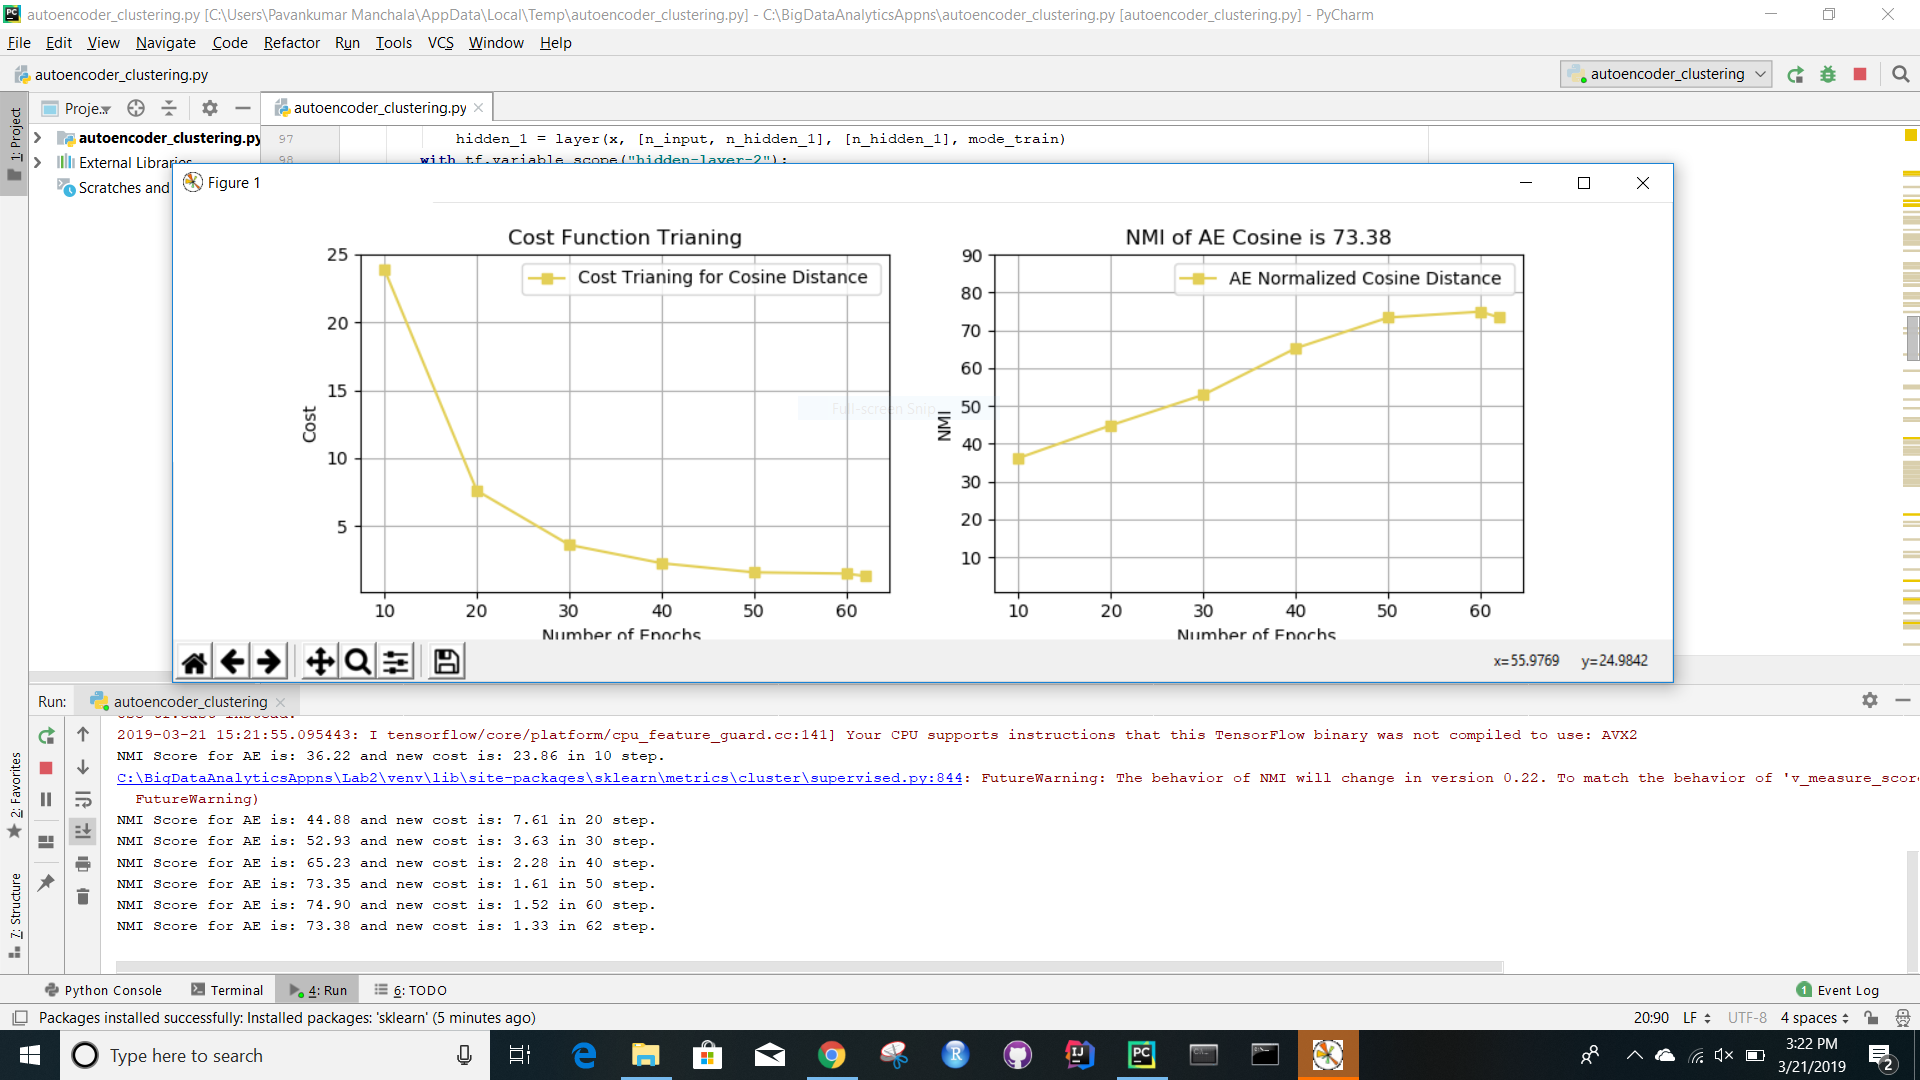 autoencoder_clustering.py [C:\Users\Pavankumar Manchala\AppData\Local\Temp\autoencoder_clustering.py] - C:\BigDataAnalyticsAppns\autoencoder_clustering.py [autoencoder_clustering.py] - PyCharm
File Edit View Navigate Code Refactor Run Tools VCS Window Help
autoencoder_clustering.py
autoencoder_clustering
1: Project
Proje...
autoencoder_clustering.py
autoencoder_clustering.py
External Libraries
Scratches and
97 hidden_1 = layer(x, [n_input, n_hidden_1], [n_hidden_1], mode_train)
98 with tf.variable_scope("hidden-layer-2"):
Figure 1
Cost Function Trianing
Cost Trianing for Cosine Distance
25
20
15
10
5
Cost
10 20 30 40 50 60
Number of Epochs
Full-screen Snip
NMI of AE Cosine is 73.38
AE Normalized Cosine Distance
90
80
70
60
50
40
30
20
10
NMI
10 20 30 40 50 60
Number of Epochs
x=55.9769 y=24.9842
Run: autoencoder_clustering
use tf.cast instead.
2019-03-21 15:21:55.095443: I tensorflow/core/platform/cpu_feature_guard.cc:141] Your CPU supports instructions that this TensorFlow binary was not compiled to use: AVX2
NMI Score for AE is: 36.22 and new cost is: 23.86 in 10 step.
C:\BigDataAnalyticsAppns\Lab2\venv\lib\site-packages\sklearn\metrics\cluster\supervised.py:844: FutureWarning: The behavior of NMI will change in version 0.22. To match the behavior of 'v_measure_scor
FutureWarning)
NMI Score for AE is: 44.88 and new cost is: 7.61 in 20 step.
NMI Score for AE is: 52.93 and new cost is: 3.63 in 30 step.
NMI Score for AE is: 65.23 and new cost is: 2.28 in 40 step.
NMI Score for AE is: 73.35 and new cost is: 1.61 in 50 step.
NMI Score for AE is: 74.90 and new cost is: 1.52 in 60 step.
NMI Score for AE is: 73.38 and new cost is: 1.33 in 62 step.
2: Favorites
7: Structure
Python Console Terminal 4: Run 6: TODO
1 Event Log
Packages installed successfully: Installed packages: 'sklearn' (5 minutes ago)
20:90 LF UTF-8 4 spaces
Type here to search
3:22 PM
3/21/2019
2